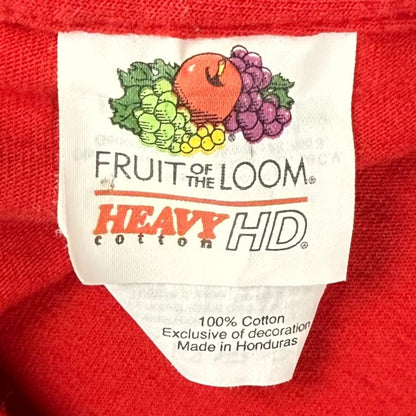 FRUIT OF THE LOOM®
HEAVY cotton HD®
100% Cotton
Exclusive of decoration
Made in Honduras